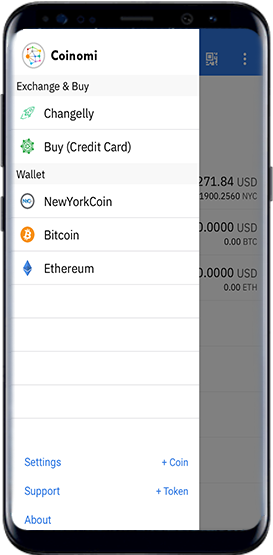 Coinomi
Exchange & Buy
Changelly
Buy (Credit Card)
Wallet
NewYorkCoin
271.84 USD
1900.2560 NYC
Bitcoin
0.0000 USD
0.00 BTC
Ethereum
0.0000 USD
0.00 ETH
Settings
+ Coin
Support
+ Token
About